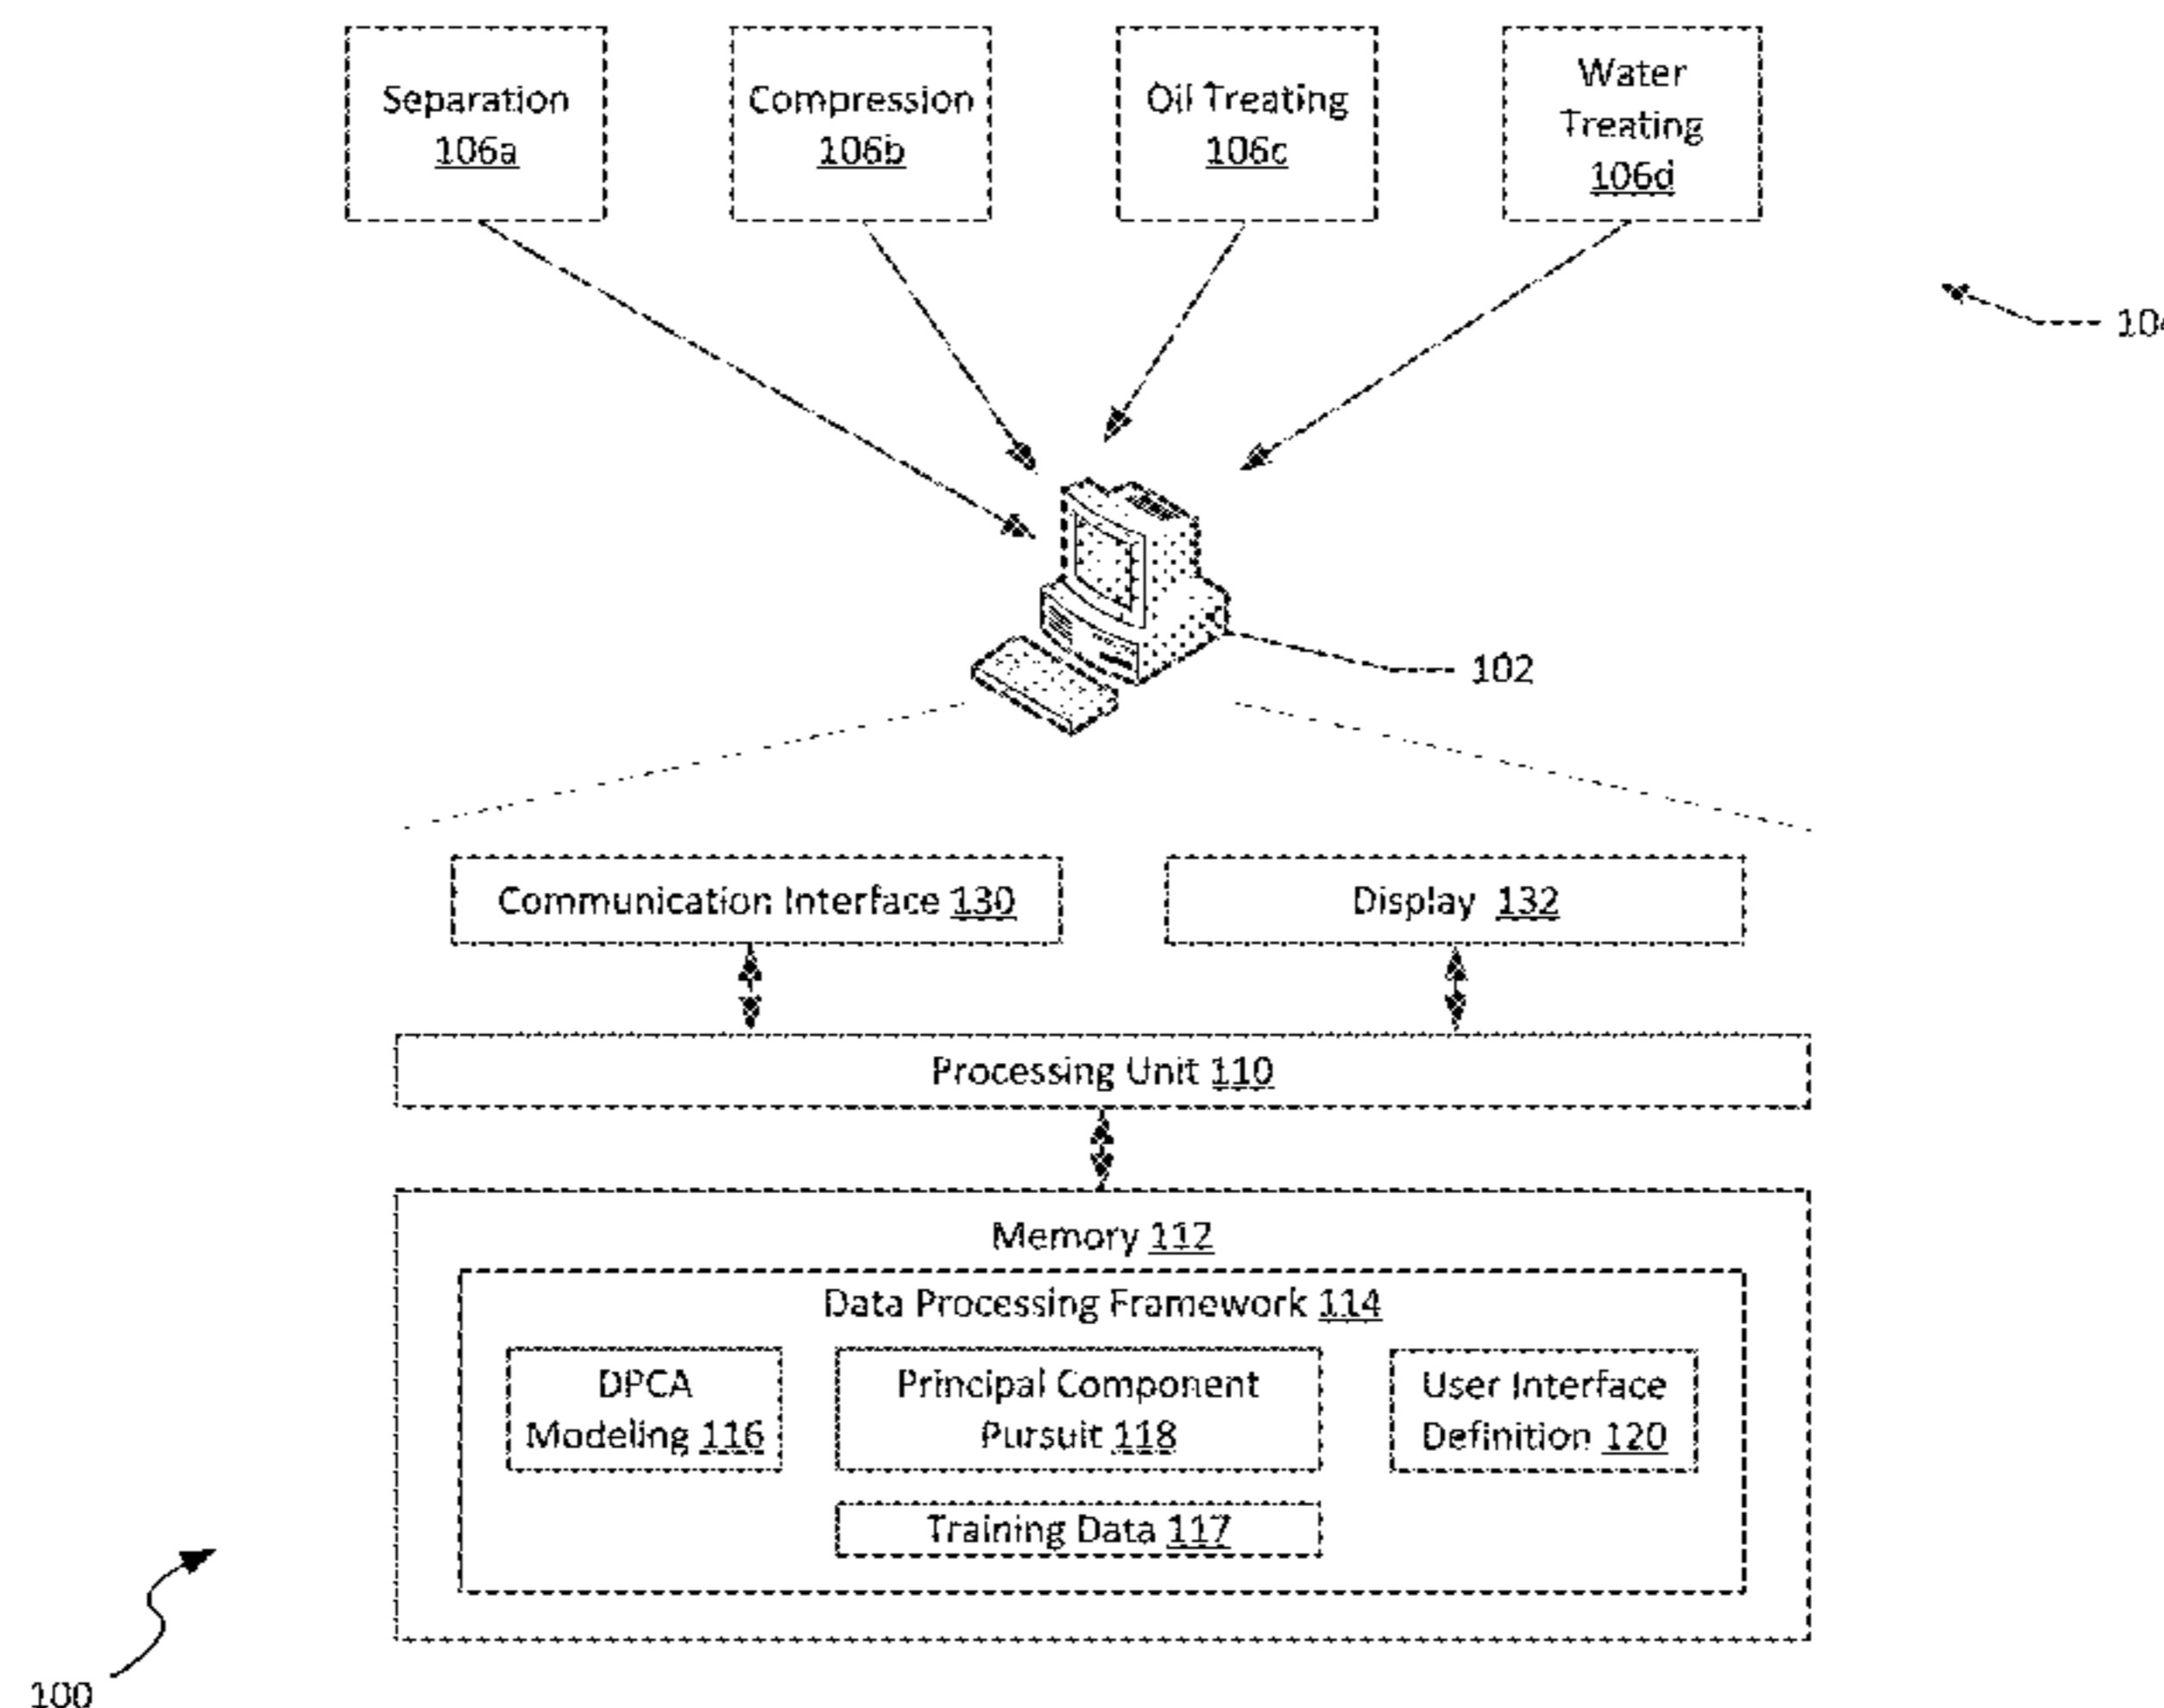 Separation
106a
Compression
106b
Oil Treating
106c
Water
Treating
106d
102
Communication Interface 130
Display 132
Processing Unit 110
Memory 112
Data Processing Framework 114
DPCA
Modeling 116
Principal Component
Pursuit 118
User Interface
Definition 120
Training Data 117
100